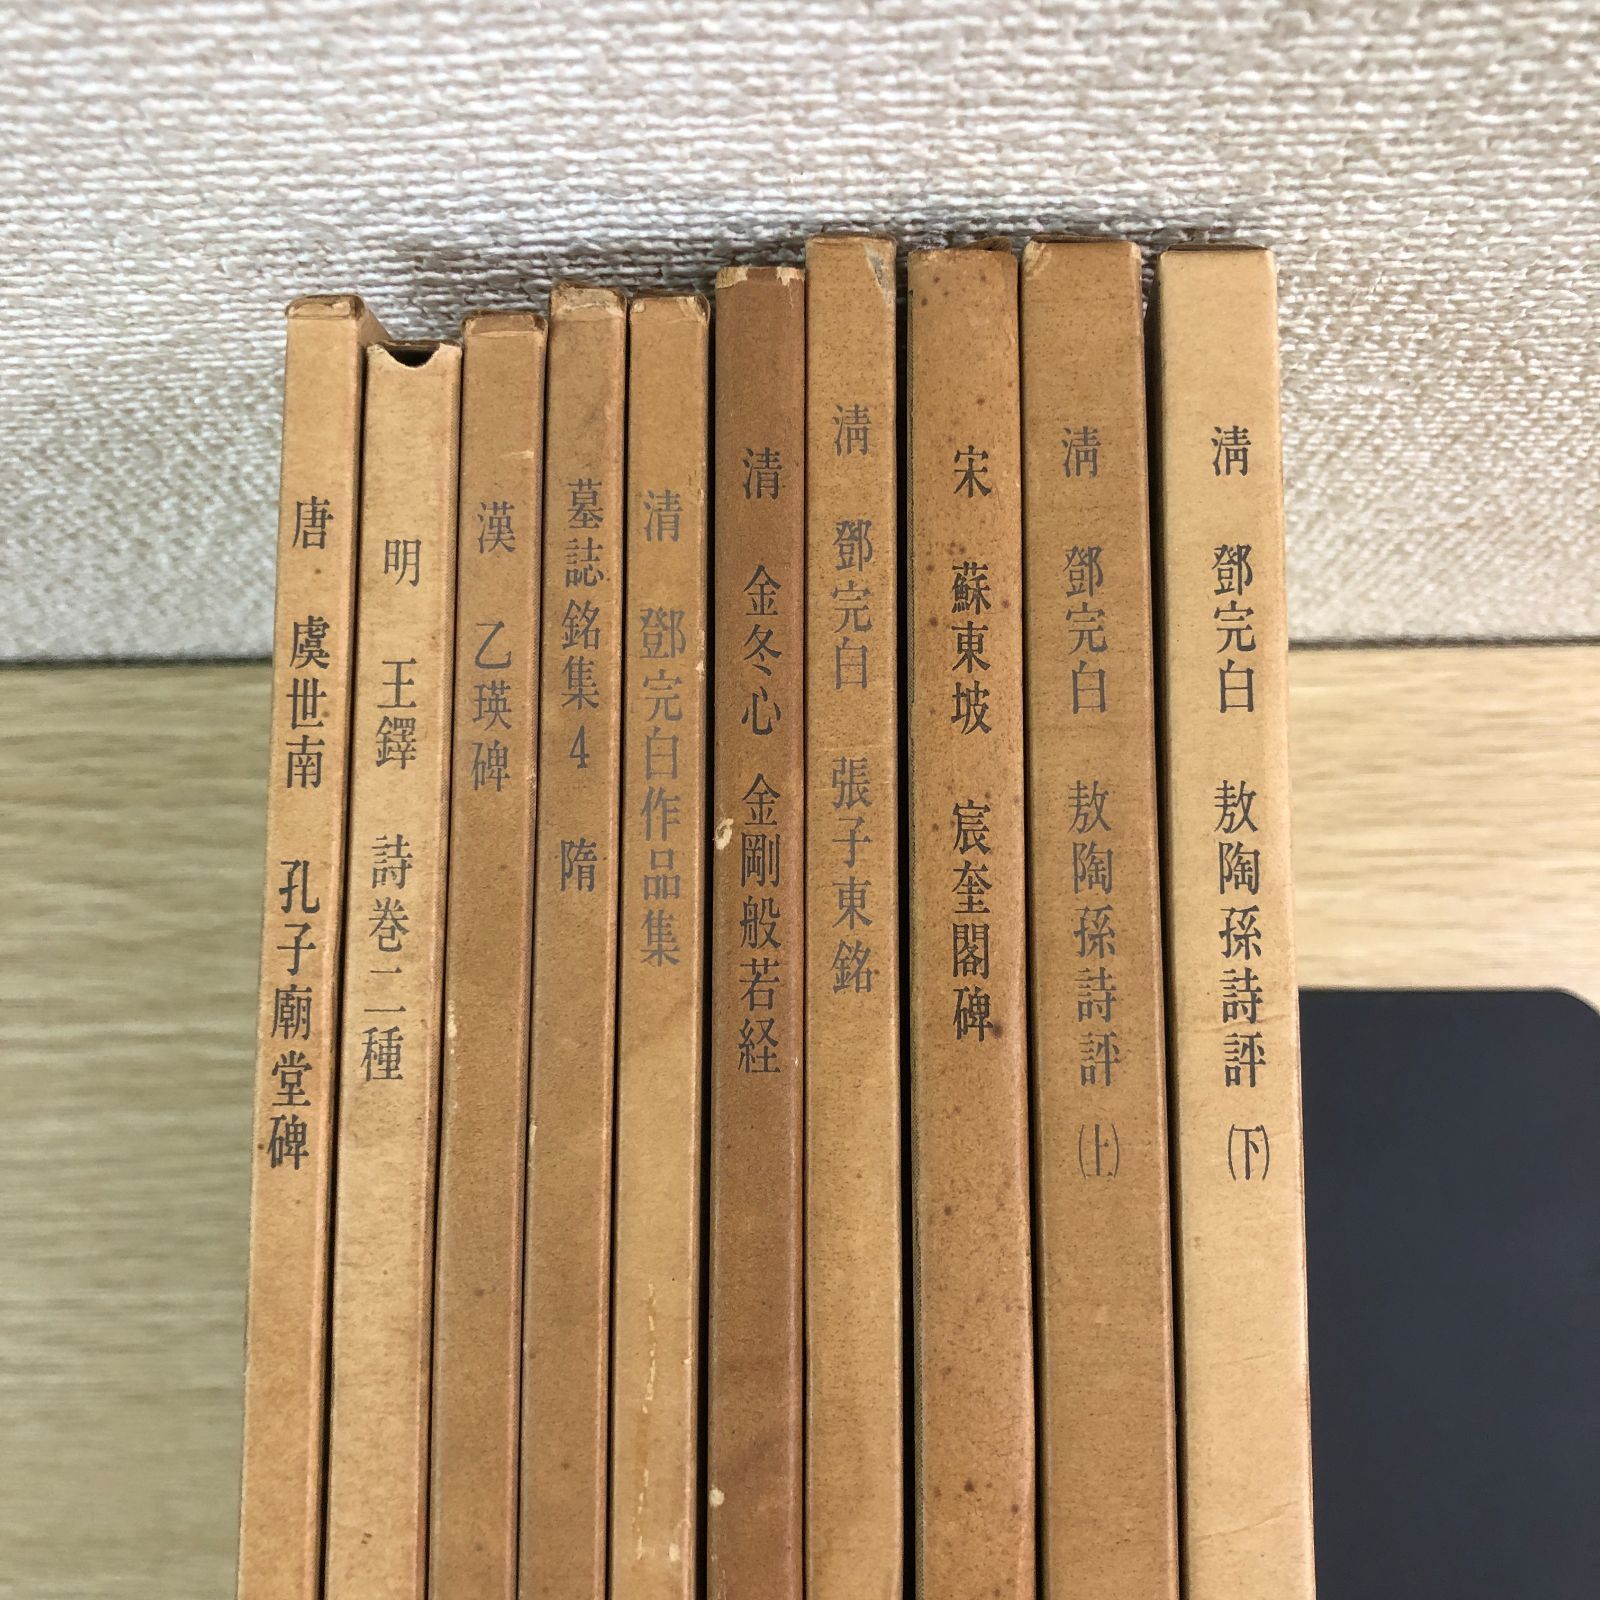 唐 虞世南 孔子廟堂碑
明 王鐸 詩巻二種
漢 乙瑛碑
墓誌銘集4 隋
清 鄧完白作品集
清 金冬心 金剛般若経
清 鄧完白 張子東銘
宋 蘇東坡 宸奎閣碑
清 鄧完白 敖陶孫詩評(上)
清 鄧完白 敖陶孫詩評(下)